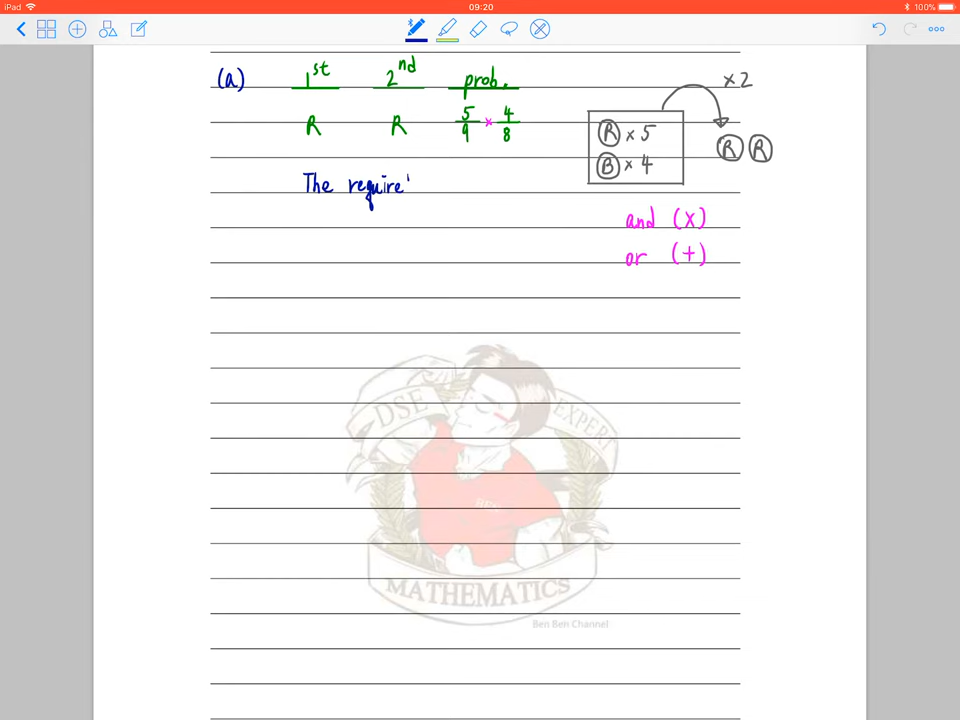 iPad 09:20 100%
(a) 1st 2nd prob. ×2
R R 5/9 × 4/8
R × 5
B × 4
R R
The require
and (×)
or (+)
DSE EXPERT
BEN
MATHEMATICS
Ben Ben Channel